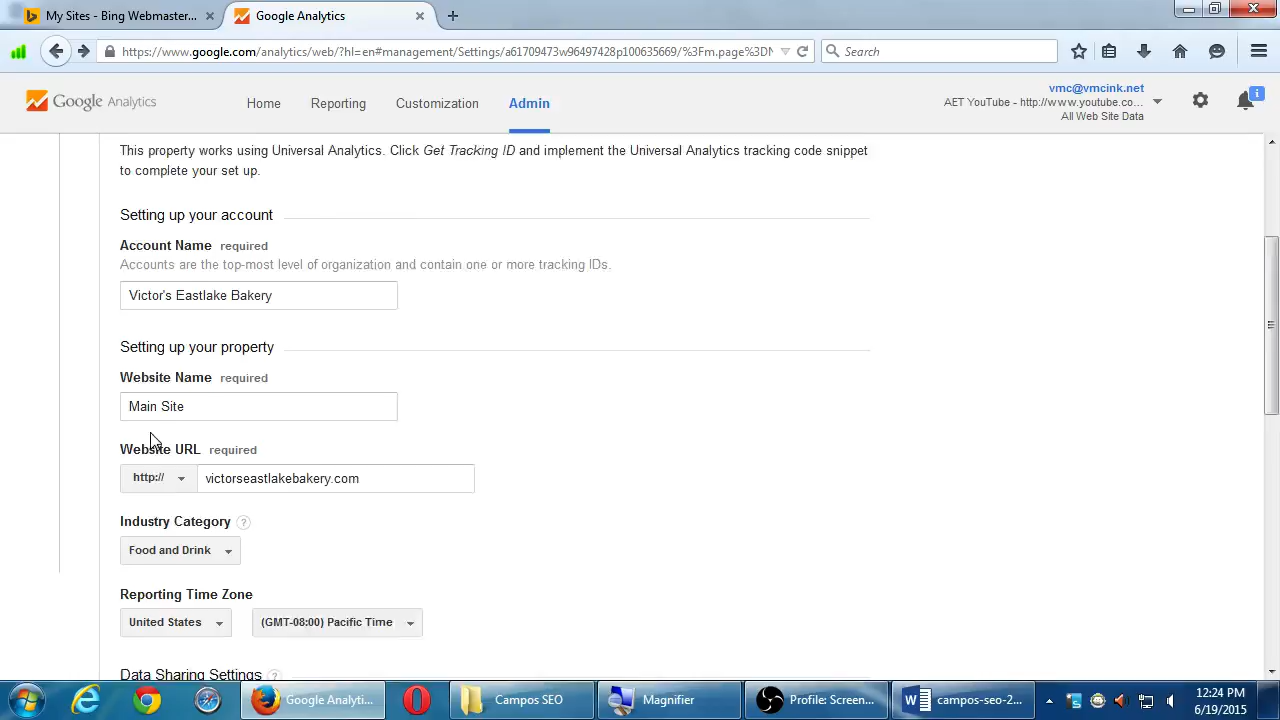 My Sites - Bing Webmaster...
Google Analytics
https://www.google.com/analytics/web/?hl=en#management/Settings/a61709473w96497428p100635669/%3Fm.page%3DN
Search
Google Analytics
Home
Reporting
Customization
Admin
vmc@vmcink.net
AET YouTube - http://www.youtube.co...
All Web Site Data
This property works using Universal Analytics. Click Get Tracking ID and implement the Universal Analytics tracking code snippet
to complete your set up.
Setting up your account
Account Name required
Accounts are the top-most level of organization and contain one or more tracking IDs.
Victor's Eastlake Bakery
Setting up your property
Website Name required
Main Site
Website URL required
http://
victorseastlakebakery.com
Industry Category ?
Food and Drink
Reporting Time Zone
United States
(GMT-08:00) Pacific Time
Data Sharing Settings ?
Google Analyti...
Campos SEO
Magnifier
Profile: Screen...
campos-seo-2...
12:24 PM
6/19/2015